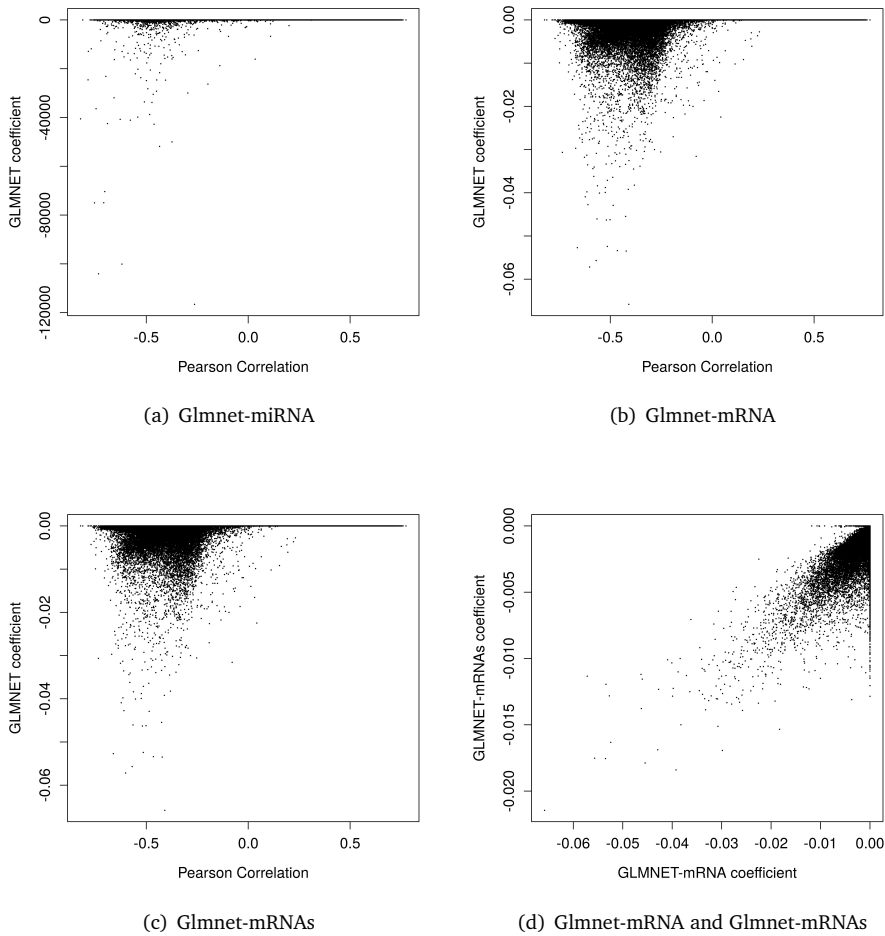 0
-40000
-80000
-120000
GLMNET coefficient
-0.5 0.0 0.5
Pearson Correlation
(a) Glmnet-miRNA
0.00
-0.02
-0.04
-0.06
GLMNET coefficient
-0.5 0.0 0.5
Pearson Correlation
(b) Glmnet-mRNA
0.00
-0.02
-0.04
-0.06
GLMNET coefficient
-0.5 0.0 0.5
Pearson Correlation
(c) Glmnet-mRNAs
0.000
-0.005
-0.010
-0.015
-0.020
GLMNET-mRNAs coefficient
-0.06 -0.05 -0.04 -0.03 -0.02 -0.01 0.00
GLMNET-mRNA coefficient
(d) Glmnet-mRNA and Glmnet-mRNAs